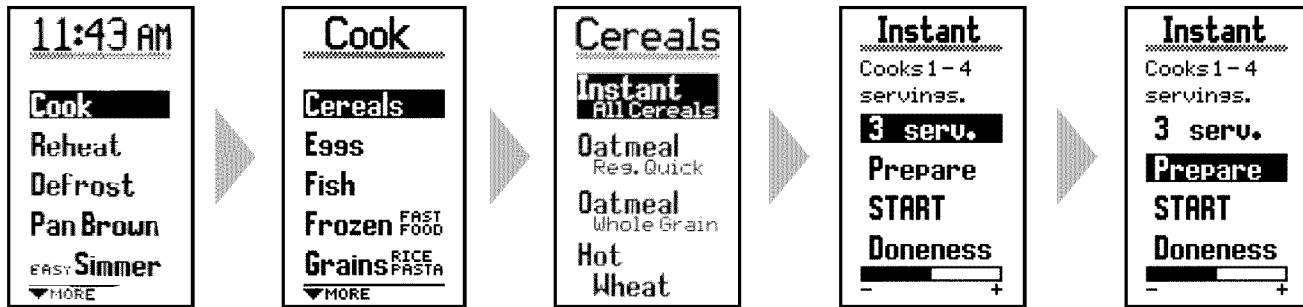 11:43 AM
Cook
Reheat
Defrost
Pan Brown
EASY Simmer
▼MORE
Cook
Cereals
Eggs
Fish
Frozen FAST FOOD
Grains RICE PASTA
▼MORE
Cereals
Instant
All Cereals
Oatmeal
Reg. Quick
Oatmeal
Whole Grain
Hot
Wheat
Instant
Cooks 1-4
servings.
3 serv.
Prepare
START
Doneness
- +
Instant
Cooks 1-4
servings.
3 serv.
Prepare
START
Doneness
- +